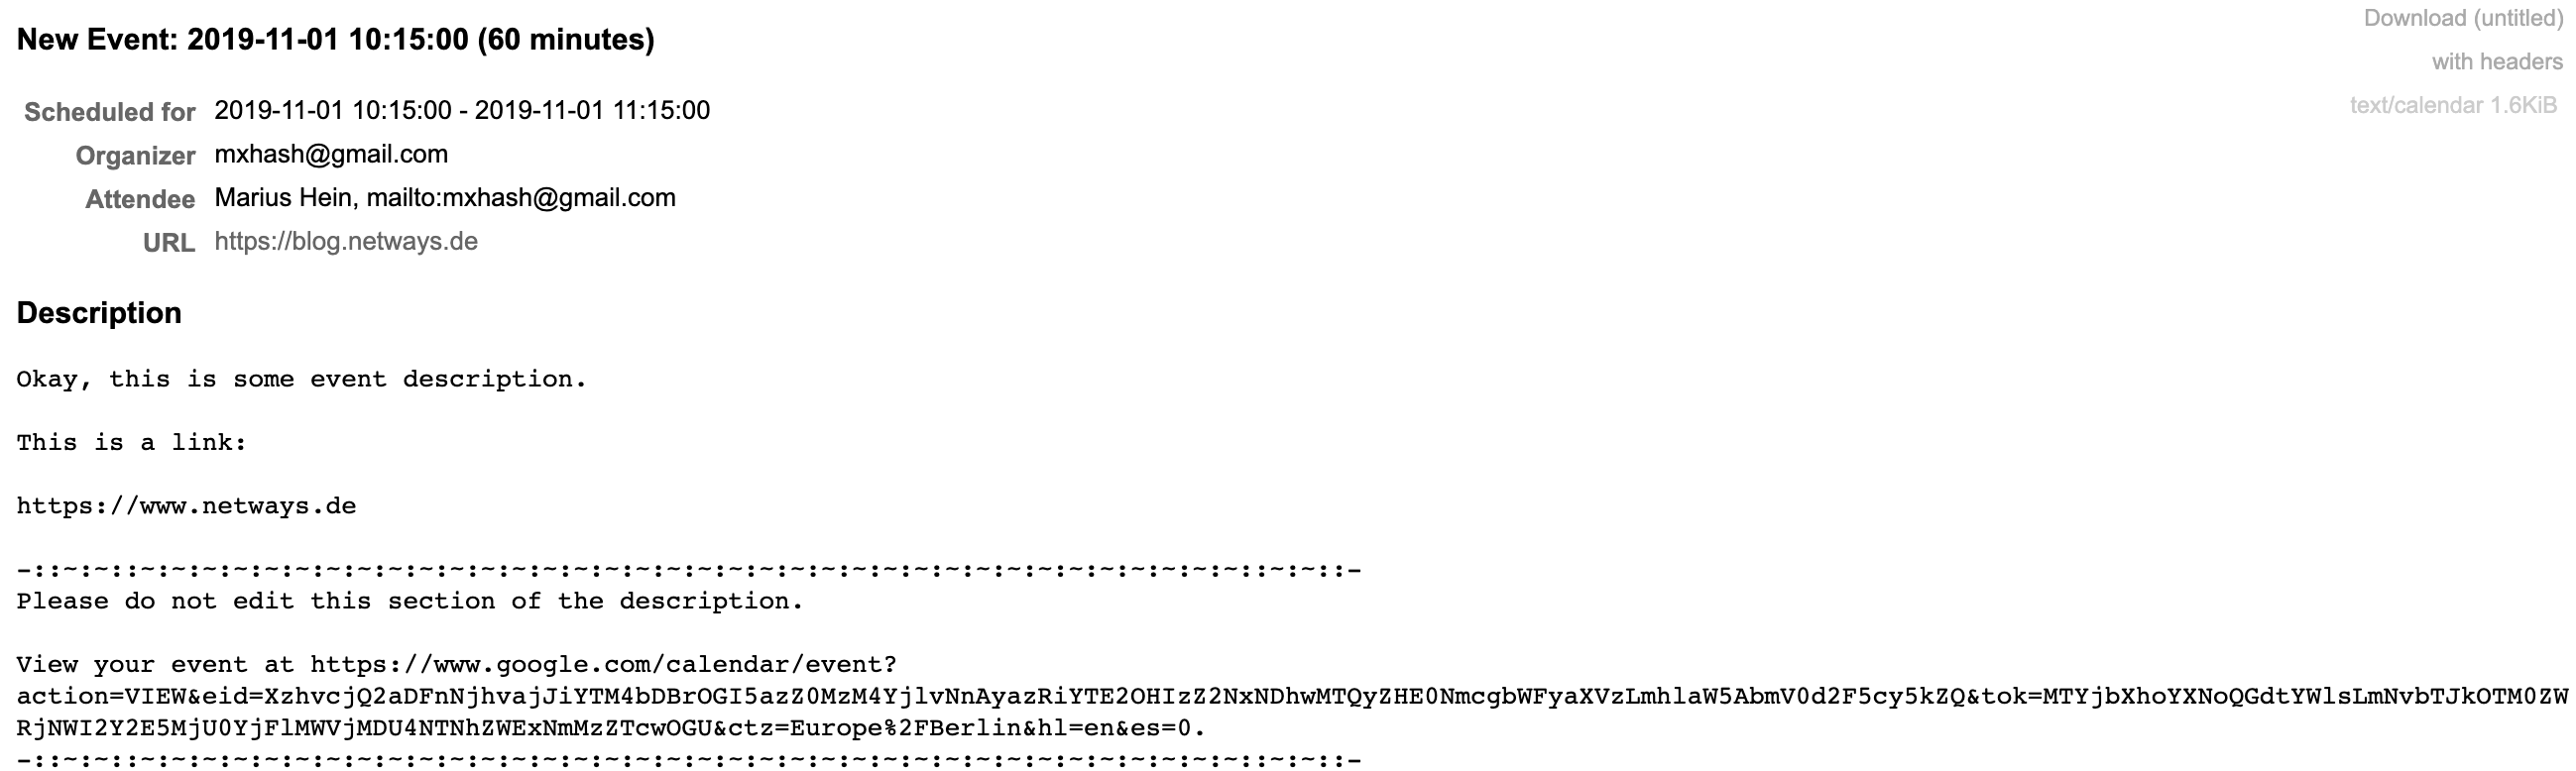 New Event: 2019-11-01 10:15:00 (60 minutes)
Download (untitled)
with headers
text/calendar 1.6KiB
Scheduled for 2019-11-01 10:15:00 - 2019-11-01 11:15:00
Organizer mxhash@gmail.com
Attendee Marius Hein, mailto:mxhash@gmail.com
URL https://blog.netways.de
Description
Okay, this is some event description.
This is a link:
https://www.netways.de
-::~:~::~:~:~:~:~:~:~:~:~:~:~:~:~:~:~:~:~:~:~:~:~:~:~:~:~:~:~:~:~:~:~:~:~:~:~:~:~::~:~::-
Please do not edit this section of the description.
View your event at https://www.google.com/calendar/event?
action=VIEW&eid=XzhvcjQ2aDFnNjhvajJiYTM4bDBrOGI5azZ0MzM4YjlvNnAyazRiYTE2OHIzZ2NxNDhwMTQyZHE0NmcgbWFyaXVzLmhlaW5AbmV0d2F5cy5kZQ&tok=MTYjbXhoYXNoQGdtYWlsLmNvbTJkOTM0ZW
RjNWI2Y2E5MjU0YjFlMWVjMDU4NTNhZWExNmMzZTcwOGU&ctz=Europe%2FBerlin&hl=en&es=0.
-::~:~::~:~:~:~:~:~:~:~:~:~:~:~:~:~:~:~:~:~:~:~:~:~:~:~:~:~:~:~:~:~:~:~:~:~:~:~:~::~:~::-